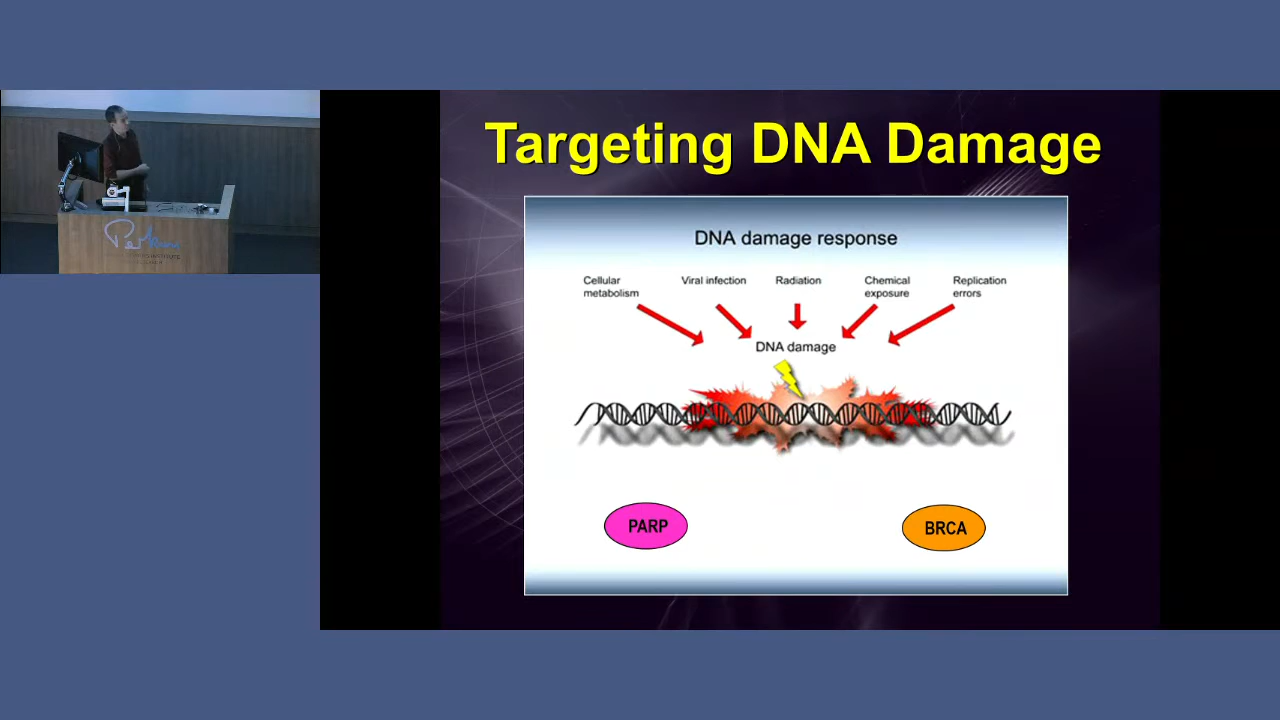 Targeting DNA Damage
DNA damage response
Cellular
metabolism
Viral infection
Radiation
Chemical
exposure
Replication
errors
DNA damage
PARP
BRCA